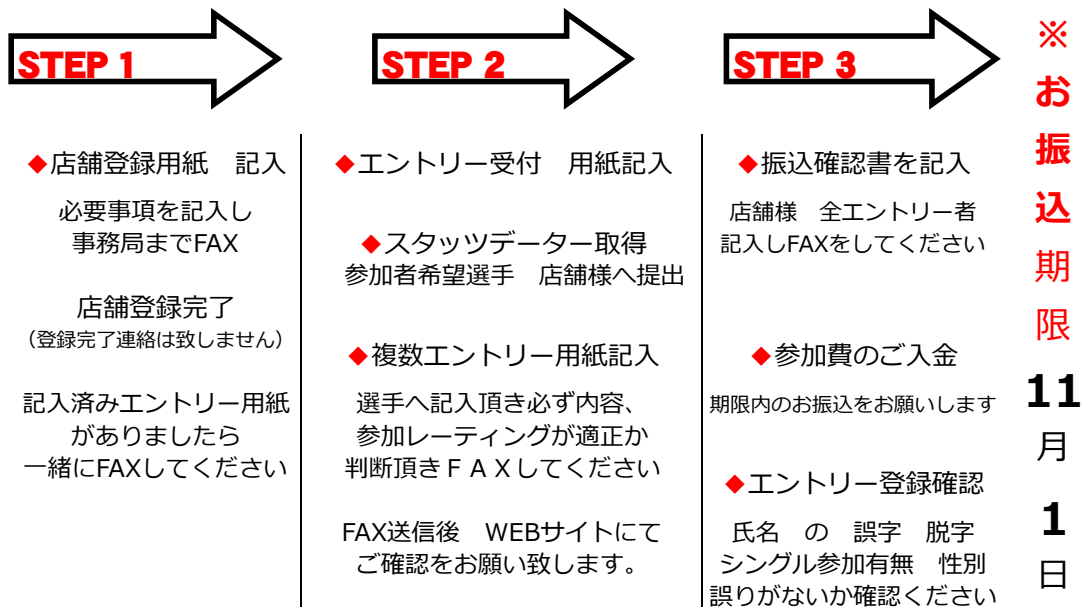 STEP 1
◆店舗登録用紙　記入
必要事項を記入し
事務局までFAX
店舗登録完了
（登録完了連絡は致しません）
記入済みエントリー用紙
がありましたら
一緒にFAXしてください
STEP 2
◆エントリー受付　用紙記入
◆スタッツデーター取得
参加者希望選手　店舗様へ提出
◆複数エントリー用紙記入
選手へ記入頂き必ず内容、
参加レーティングが適正か
判断頂きＦＡＸしてください
FAX送信後　WEBサイトにて
ご確認をお願い致します。
STEP 3
◆振込確認書を記入
店舗様　全エントリー者
記入しFAXをしてください
◆参加費のご入金
期限内のお振込をお願いします
◆エントリー登録確認
氏名　の　誤字　脱字
シングル参加有無　性別
誤りがないか確認ください
※お振込期限11月1日